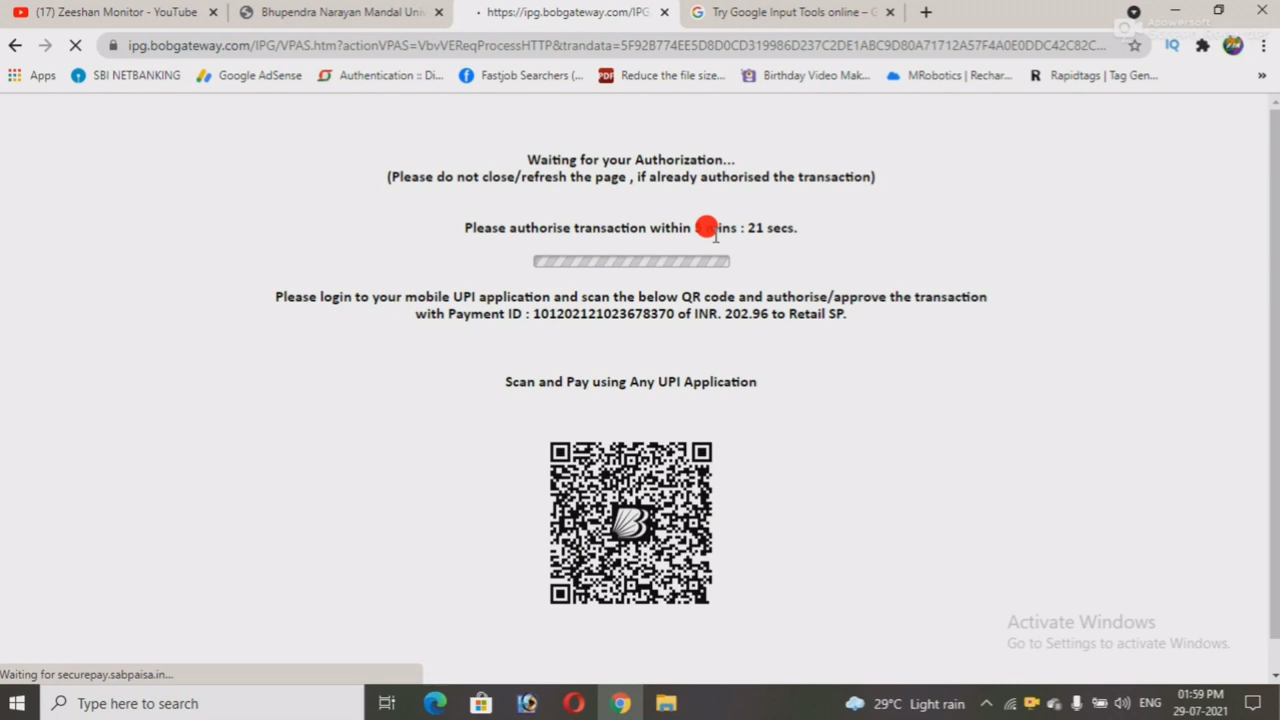 (17) Zeeshan Monitor - YouTube
Bhupendra Narayan Mandal Uni
https://ipg.bobgateway.com/IPG
Try Google Input Tools online – G
Apowersoft
ipg.bobgateway.com/IPG/VPAS.htm?actionVPAS=VbvVEReqProcessHTTP&trandata=5F92B774EE5D8D0CD319986D237C2DE1ABC9D80A71712A57F4A0E0DDC42C82C...
IQ
Apps
SBI NETBANKING
Google AdSense
Authentication :: Di...
Fastjob Searchers (...
PDF
Reduce the file size...
Birthday Video Mak...
MRobotics | Rechar...
R
Rapidtags | Tag Gen...
Waiting for your Authorization...
(Please do not close/refresh the page , if already authorised the transaction)
Please authorise transaction within mins : 21 secs.
Please login to your mobile UPI application and scan the below QR code and authorise/approve the transaction
with Payment ID : 101202121023678370 of INR. 202.96 to Retail SP.
Scan and Pay using Any UPI Application
Activate Windows
Go to Settings to activate Windows.
Waiting for securepay.sabpaisa.in...
Type here to search
29°C Light rain
ENG
01:59 PM
29-07-2021